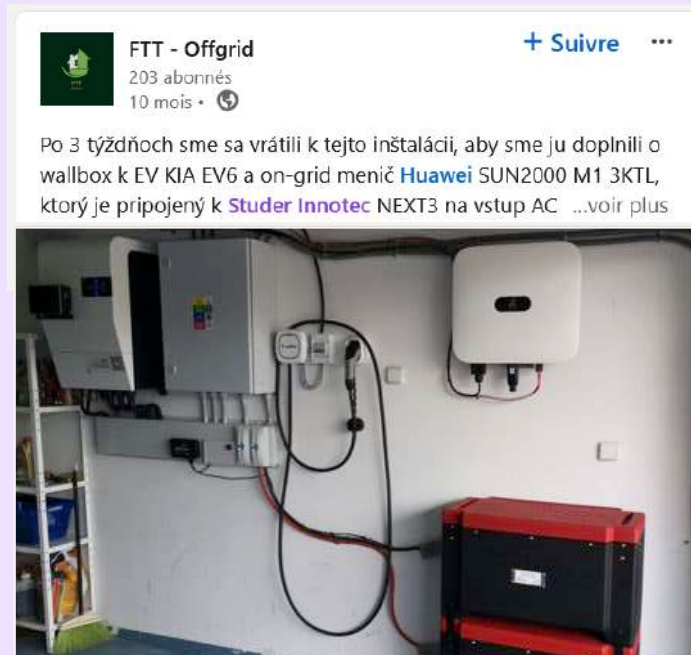 FTT - Offgrid
+ Suivre
203 abonnés
10 mois •
Po 3 týždňoch sme sa vrátili k tejto inštalácii, aby sme ju doplnili o
wallbox k EV KIA EV6 a on-grid menič Huawei SUN2000 M1 3KTL,
ktorý je pripojený k Studer Innotec NEXT3 na vstup AC ...voir plus